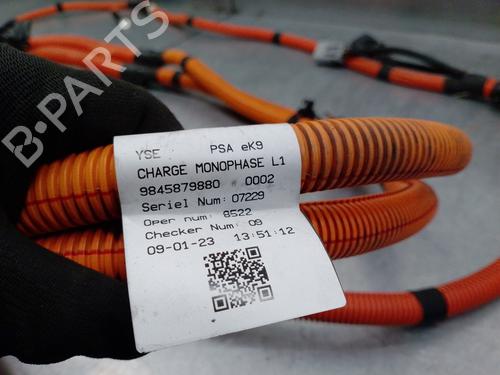 YSE PSA eK9
CHARGE MONOPHASE L1
9845879880 0002
Seriel Num: 07229
Oper num: 8522
Checker Num: 09
09-01-23 13:51:12